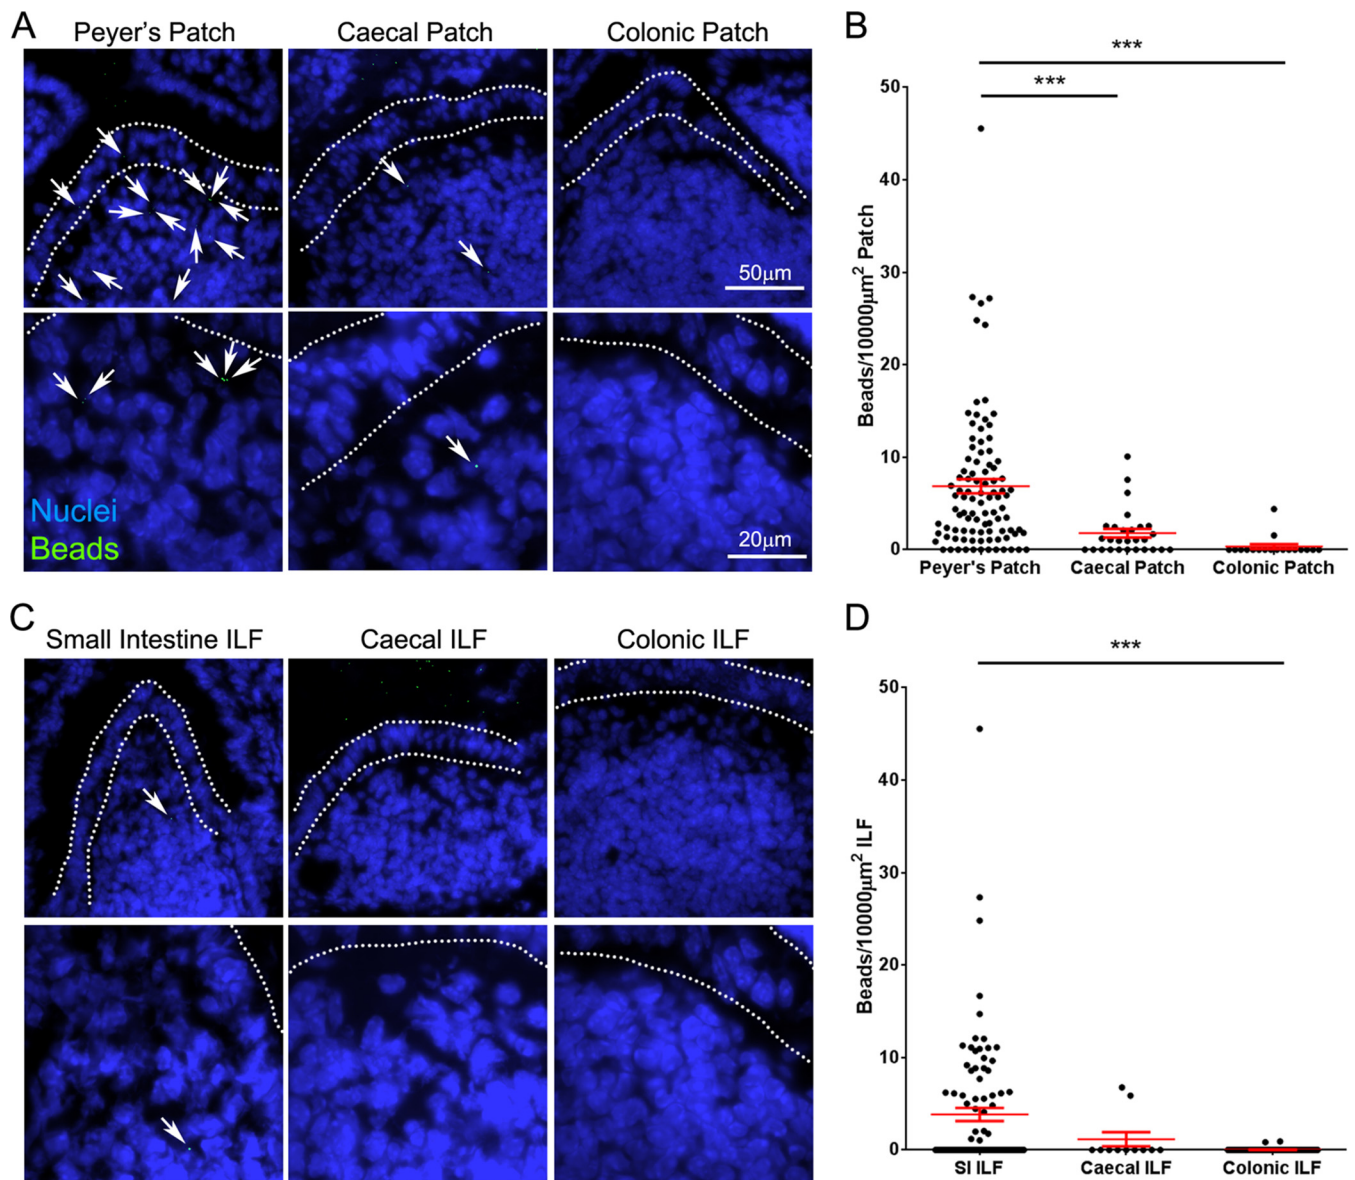 A
Peyer's Patch
Caecal Patch
Colonic Patch
50μm
Nuclei
Beads
20μm
B
***
***
Beads/10000μm² Patch
50
40
30
20
10
0
Peyer's Patch
Caecal Patch
Colonic Patch
C
Small Intestine ILF
Caecal ILF
Colonic ILF
D
***
Beads/10000μm² ILF
50
40
30
20
10
0
SI ILF
Caecal ILF
Colonic ILF